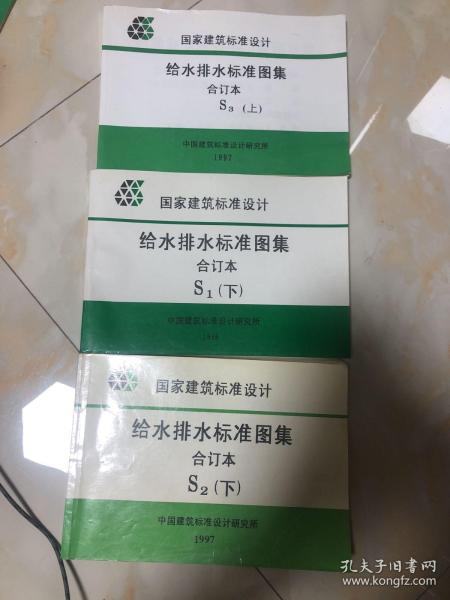 国家建筑标准设计
给水排水标准图集
合订本
S₃(上)
中国建筑标准设计研究所
1997
国家建筑标准设计
给水排水标准图集
合订本
S₁(下)
中国建筑标准设计研究所
国家建筑标准设计
给水排水标准图集
合订本
S₂(下)
中国建筑标准设计研究所
1997
孔夫子旧书网
www.kongfz.com